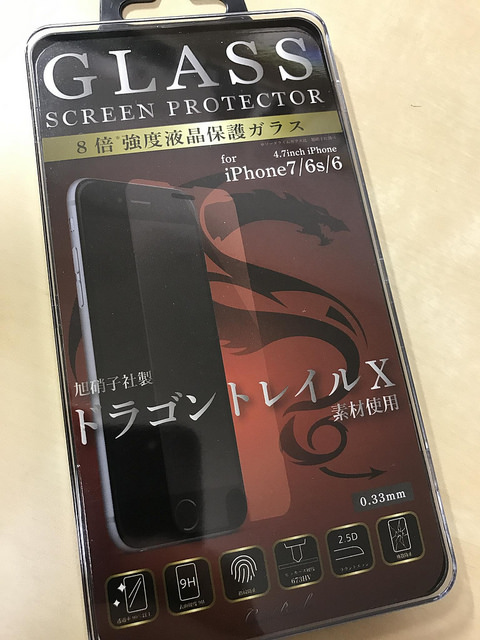 GLASS
SCREEN PROTECTOR
8倍※強度液晶保護ガラス
for
4.7inch iPhone
iPhone7/6s/6
旭硝子社製
ドラゴントレイルX
素材使用
0.33mm
9H
673HV
2.5D